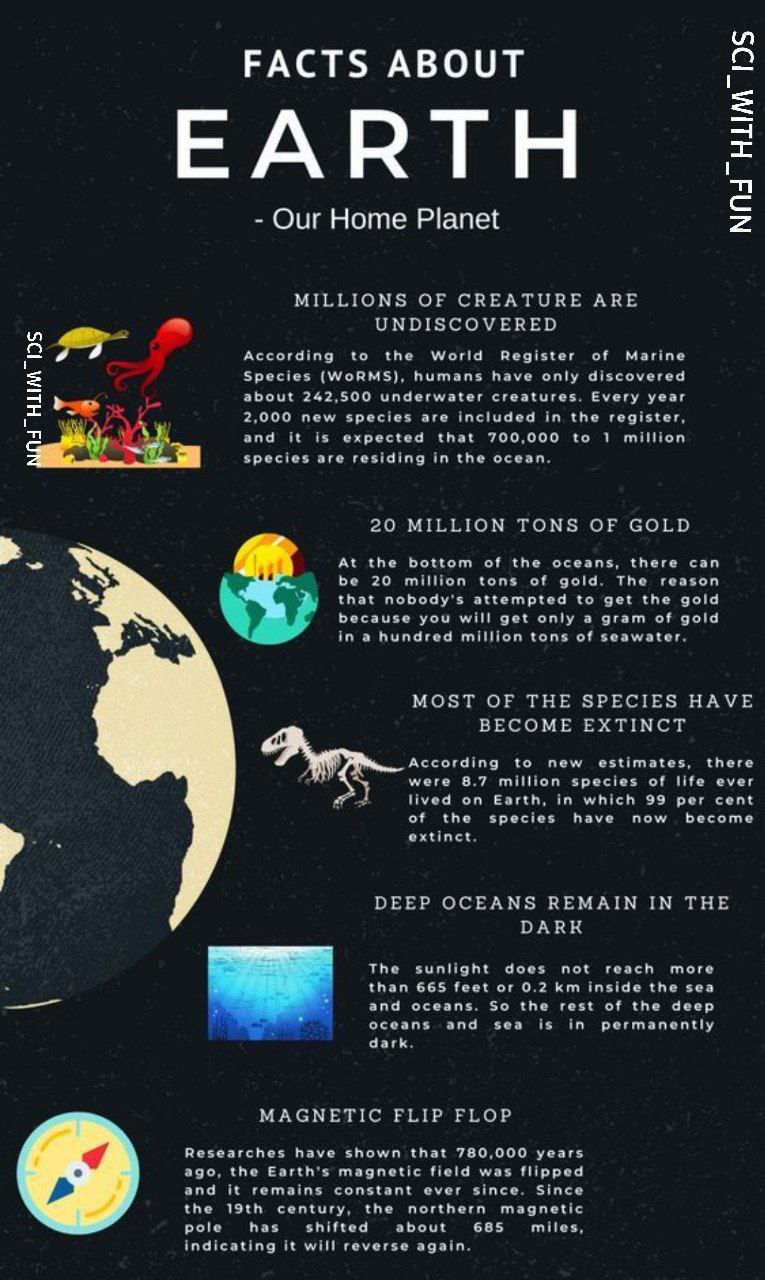 FACTS ABOUT
EARTH
- Our Home Planet
SCI_WITH_FUN
MILLIONS OF CREATURE ARE
UNDISCOVERED
According to the World Register of Marine
Species (WoRMS), humans have only discovered
about 242,500 underwater creatures. Every year
2,000 new species are included in the register,
and it is expected that 700,000 to 1 million
species are residing in the ocean.
SCI_WITH_FUN
20 MILLION TONS OF GOLD
At the bottom of the oceans, there can
be 20 million tons of gold. The reason
that nobody's attempted to get the gold
because you will get only a gram of gold
in a hundred million tons of seawater.
MOST OF THE SPECIES HAVE
BECOME EXTINCT
According to new estimates, there
were 8.7 million species of life ever
lived on Earth, in which 99 per cent
of the species have now become
extinct.
DEEP OCEANS REMAIN IN THE
DARK
The sunlight does not reach more
than 665 feet or 0.2 km inside the sea
and oceans. So the rest of the deep
oceans and sea is in permanently
dark.
MAGNETIC FLIP FLOP
Researches have shown that 780,000 years
ago, the Earth's magnetic field was flipped
and it remains constant ever since. Since
the 19th century, the northern magnetic
pole has shifted about 685 miles,
indicating it will reverse again.